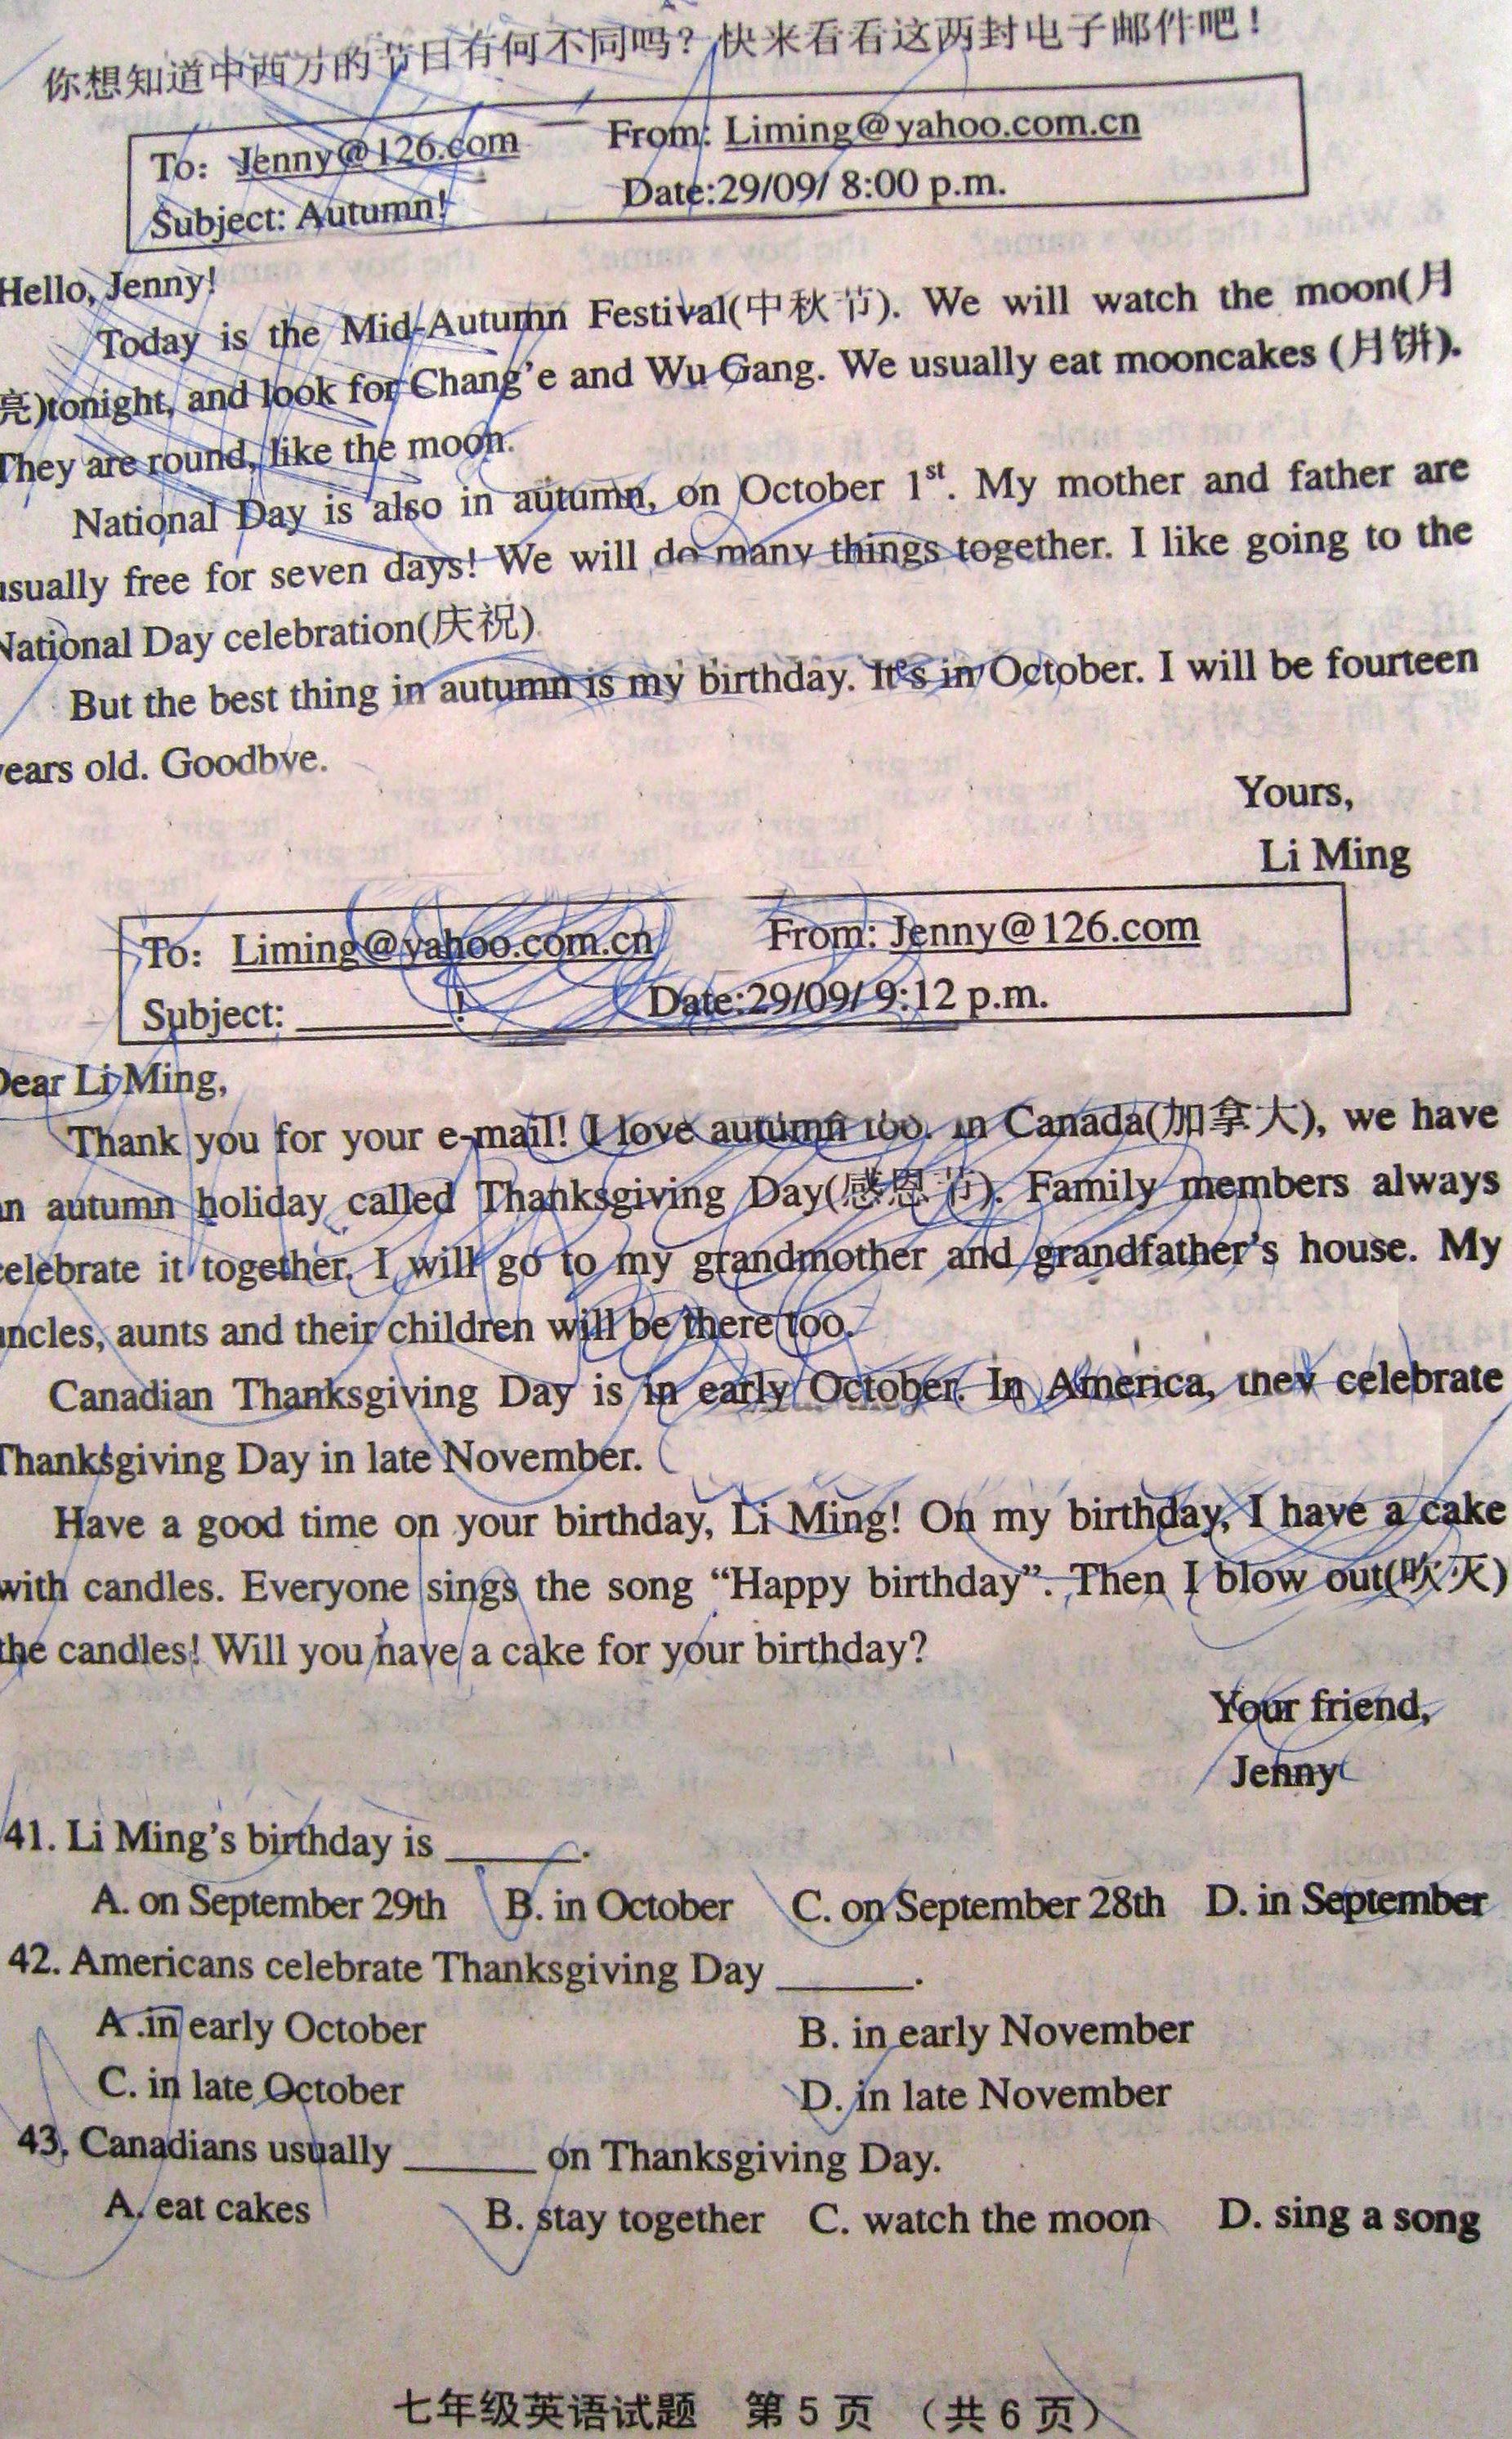 你想知道中西方的节日有何不同吗？快来看看这两封电子邮件吧！
To: Jenny@126.com From: Liming@yahoo.com.cn
Subject: Autumn! Date:29/09/ 8:00 p.m.
Hello, Jenny!
Today is the Mid-Autumn Festival(中秋节). We will watch the moon(月
亮)tonight, and look for Chang'e and Wu Gang. We usually eat mooncakes (月饼).
They are round, like the moon.
National Day is also in autumn, on October 1st. My mother and father are
usually free for seven days! We will do many things together. I like going to the
National Day celebration(庆祝)
But the best thing in autumn is my birthday. It's in October. I will be fourteen
years old. Goodbye.
Yours,
Li Ming
To: Liming@yahoo.com.cn From: Jenny@126.com
Subject: ________! Date:29/09/ 9:12 p.m.
Dear Li Ming,
Thank you for your e-mail! I love autumn too. In Canada(加拿大), we have
an autumn holiday called Thanksgiving Day(感恩节). Family members always
celebrate it together. I will go to my grandmother and grandfather's house. My
uncles, aunts and their children will be there too.
Canadian Thanksgiving Day is in early October. In America, they celebrate
Thanksgiving Day in late November.
Have a good time on your birthday, Li Ming! On my birthday, I have a cake
with candles. Everyone sings the song “Happy birthday”. Then I blow out(吹灭)
the candles! Will you have a cake for your birthday?
Your friend,
Jenny
41. Li Ming's birthday is ______.
A. on September 29th B. in October C. on September 28th D. in September
42. Americans celebrate Thanksgiving Day ______.
A .in early October B. in early November
C. in late October D. in late November
43. Canadians usually ______ on Thanksgiving Day.
A. eat cakes B. stay together C. watch the moon D. sing a song
七年级英语试题 第 5 页 （共 6 页）